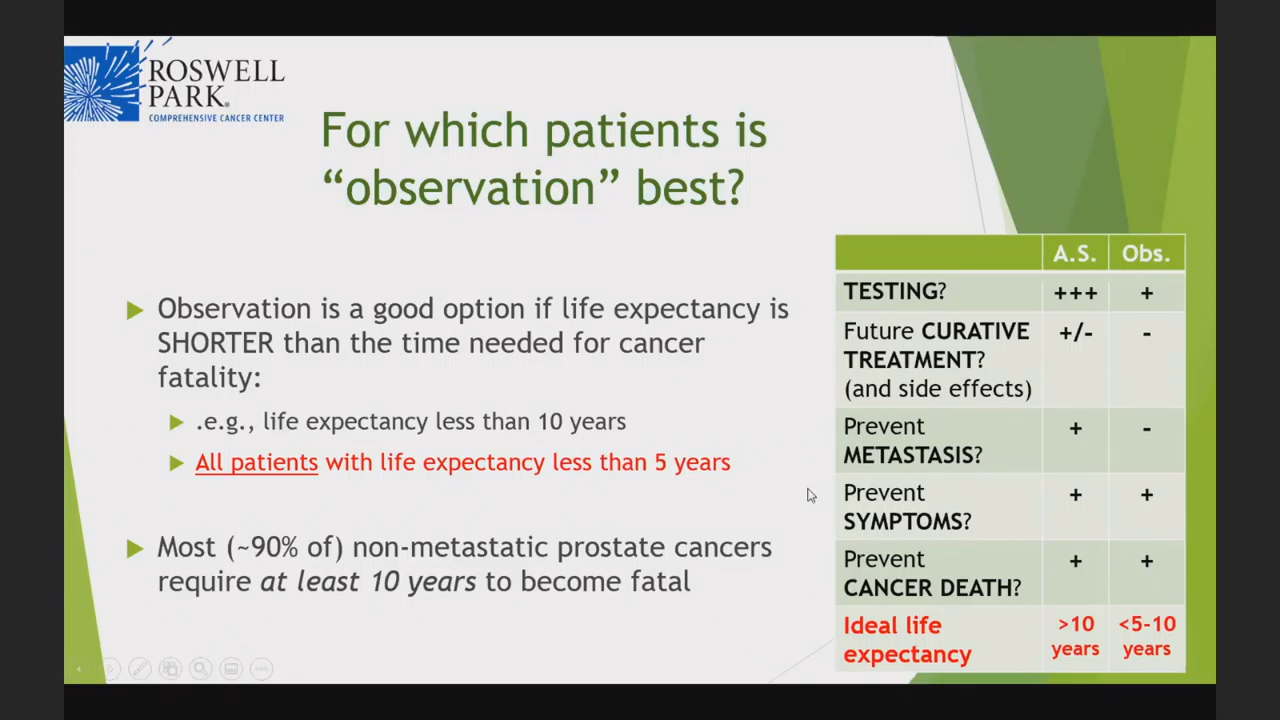 ROSWELL
PARK®
COMPREHENSIVE CANCER CENTER
For which patients is
“observation” best?
Observation is a good option if life expectancy is
SHORTER than the time needed for cancer
fatality:
.e.g., life expectancy less than 10 years
All patients with life expectancy less than 5 years
Most (~90% of) non-metastatic prostate cancers
require at least 10 years to become fatal
A.S. Obs.
TESTING? +++ +
Future CURATIVE +/- -
TREATMENT?
(and side effects)
Prevent + -
METASTASIS?
Prevent + +
SYMPTOMS?
Prevent + +
CANCER DEATH?
Ideal life >10 <5-10
expectancy years years